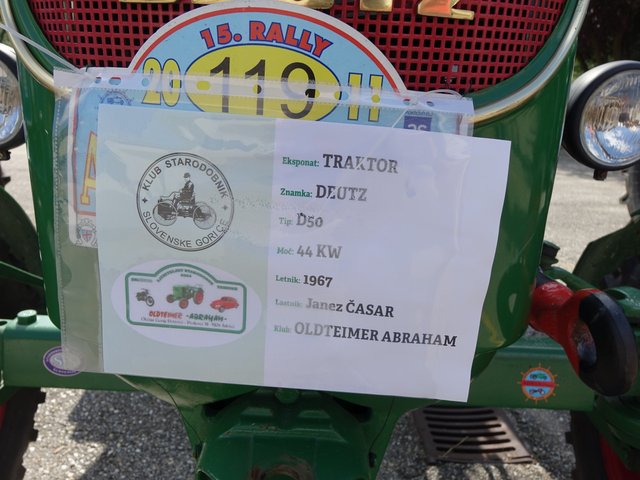 15. RALLY
20 119 11
KLUB STARODOBNIK
SLOVENSKE GORICE
Eksponat: TRAKTOR
Znamka: DEUTZ
Tip: D50
Moč: 44 KW
Letnik: 1967
Lastnik: Janez ČASAR
Klub: OLDTEIMER ABRAHAM
OLDTEIMER -ABRAHAM-